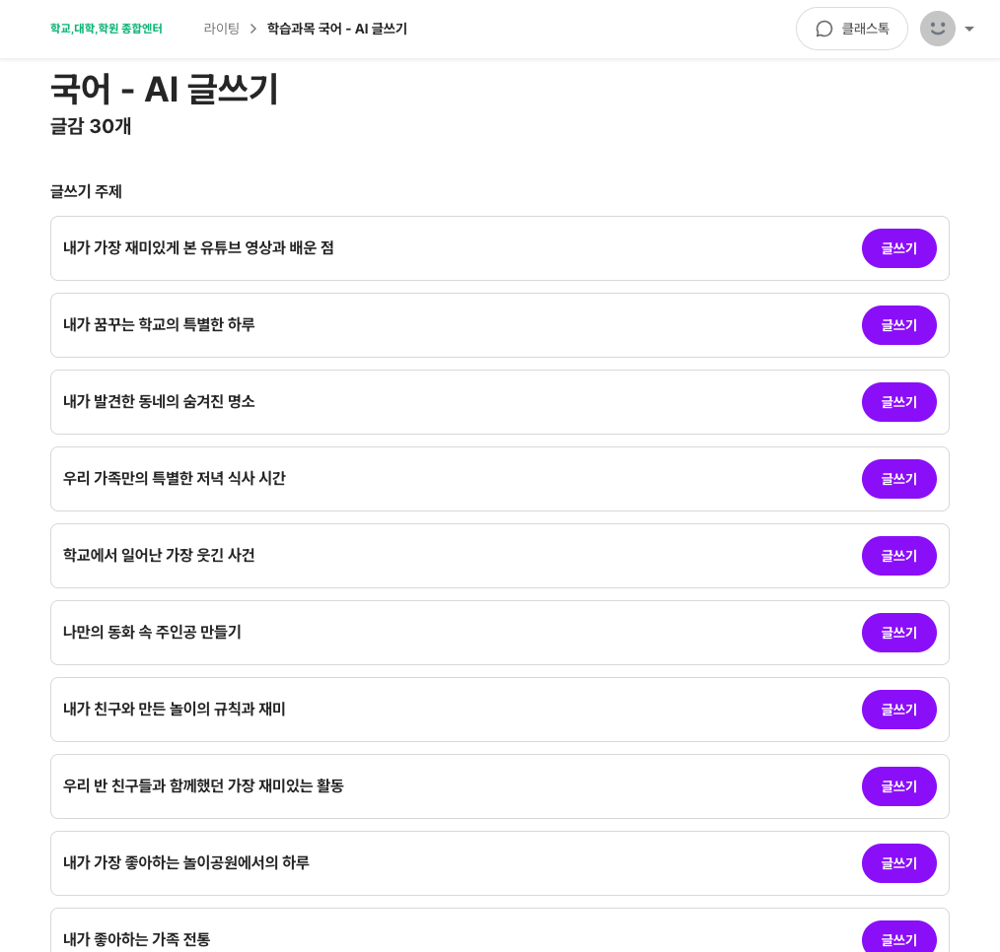 학교,대학,학원 종합엔터
라이팅 > 학습과목 국어 - AI 글쓰기
클래스톡
국어 - AI 글쓰기
글감 30개
글쓰기 주제
내가 가장 재미있게 본 유튜브 영상과 배운 점
글쓰기
내가 꿈꾸는 학교의 특별한 하루
글쓰기
내가 발견한 동네의 숨겨진 명소
글쓰기
우리 가족만의 특별한 저녁 식사 시간
글쓰기
학교에서 일어난 가장 웃긴 사건
글쓰기
나만의 동화 속 주인공 만들기
글쓰기
내가 친구와 만든 놀이의 규칙과 재미
글쓰기
우리 반 친구들과 함께했던 가장 재미있는 활동
글쓰기
내가 가장 좋아하는 놀이공원에서의 하루
글쓰기
내가 좋아하는 가족 전통
글쓰기